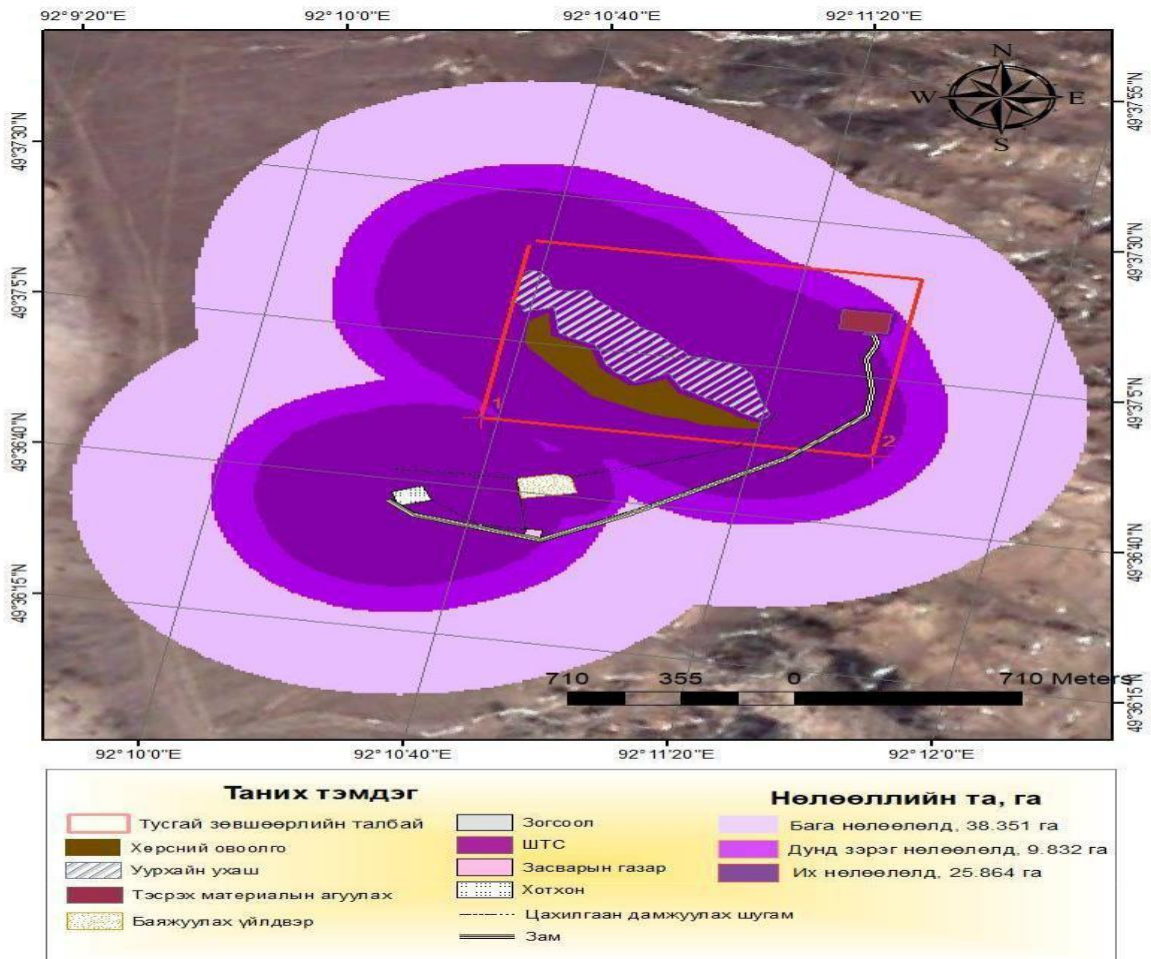 92°9'20"E 92°10'0"E 92°10'40"E 92°11'20"E
N
W E
S
49°37'30"N
49°37'5"N
49°36'40"N
49°36'15"N
49°37'55"N
49°37'30"N
49°37'5"N
49°36'40"N
49°36'15"N
1
2
710 355 0 710 Meters
92°10'0"E 92°10'40"E 92°11'20"E 92°12'0"E
Таних тэмдэг
Тусгай зөвшөөрлийн талбай
Хөрсний овоолго
Уурхайн ухаш
Тэсрэх материалын агуулах
Баяжуулах үйлдвэр
Зогсоол
ШТС
Засварын газар
Хотхон
Цахилгаан дамжуулах шугам
Зам
Нөлөөллийн та, га
Бага нөлөөлөлд, 38.351 га
Дунд зэрэг нөлөөлөлд, 9.832 га
Их нөлөөлөлд, 25.864 га